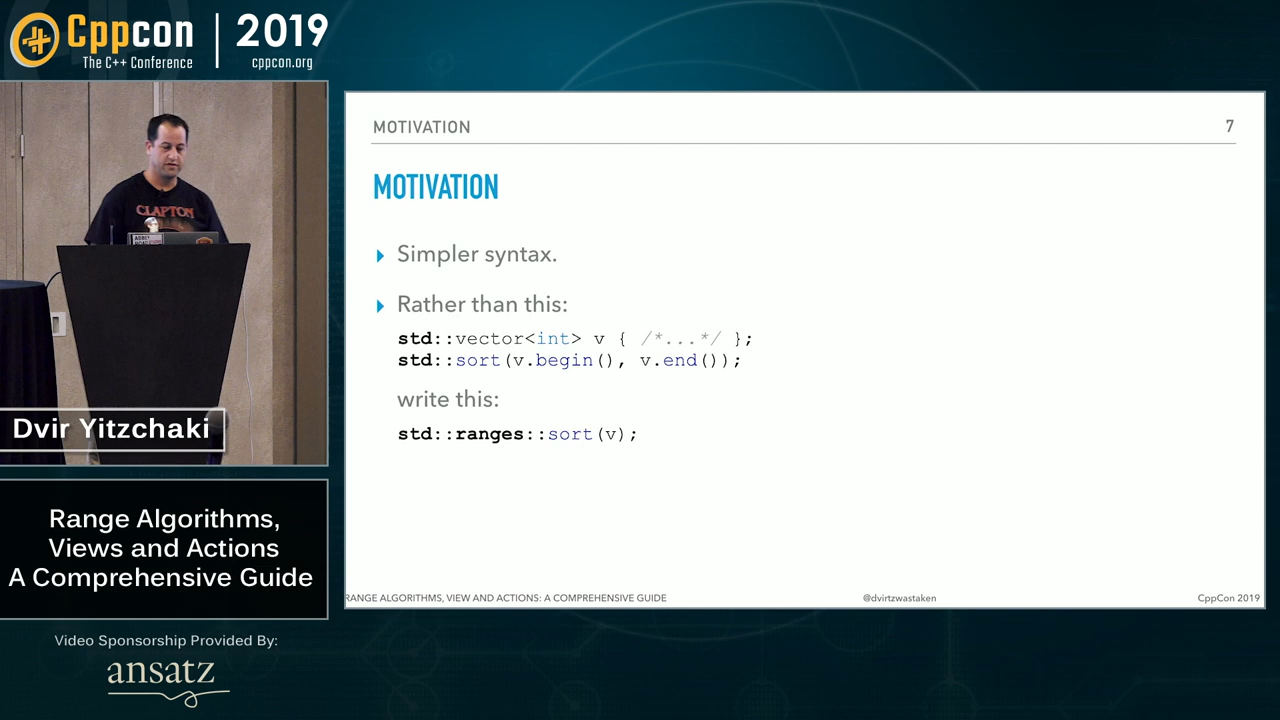 Cppcon
The C++ Conference
2019
cppcon.org
CLAPTON
Dvir Yitzchaki
Range Algorithms,
Views and Actions
A Comprehensive Guide
Video Sponsorship Provided By:
ansatz
MOTIVATION
7
MOTIVATION
Simpler syntax.
Rather than this:
std::vector<int> v { /*...*/ };
std::sort(v.begin(), v.end());
write this:
std::ranges::sort(v);
RANGE ALGORITHMS, VIEW AND ACTIONS: A COMPREHENSIVE GUIDE
@dvirtzwastaken
CppCon 2019